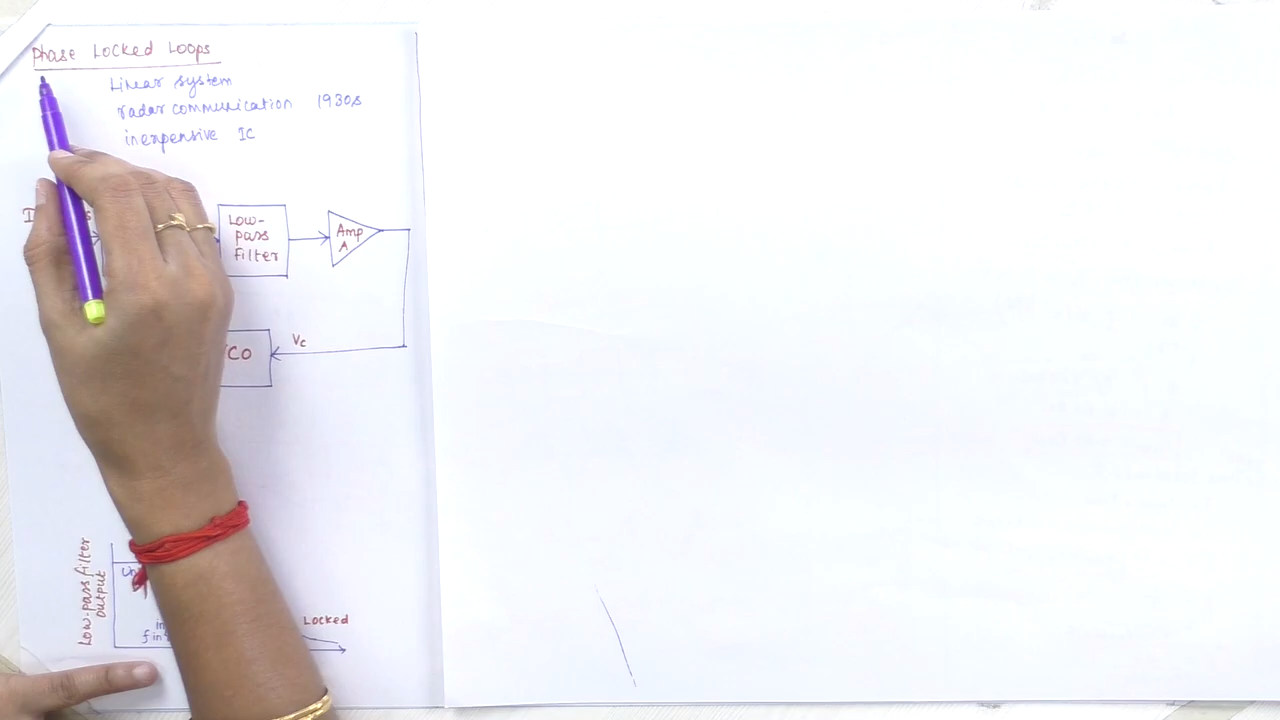 Phase Locked Loops
Linear system
radar communication 1930s
inexpensive IC
Low-
pass
filter
Amp
A
CO
Vc
Low-pass filter
output
Locked
f in